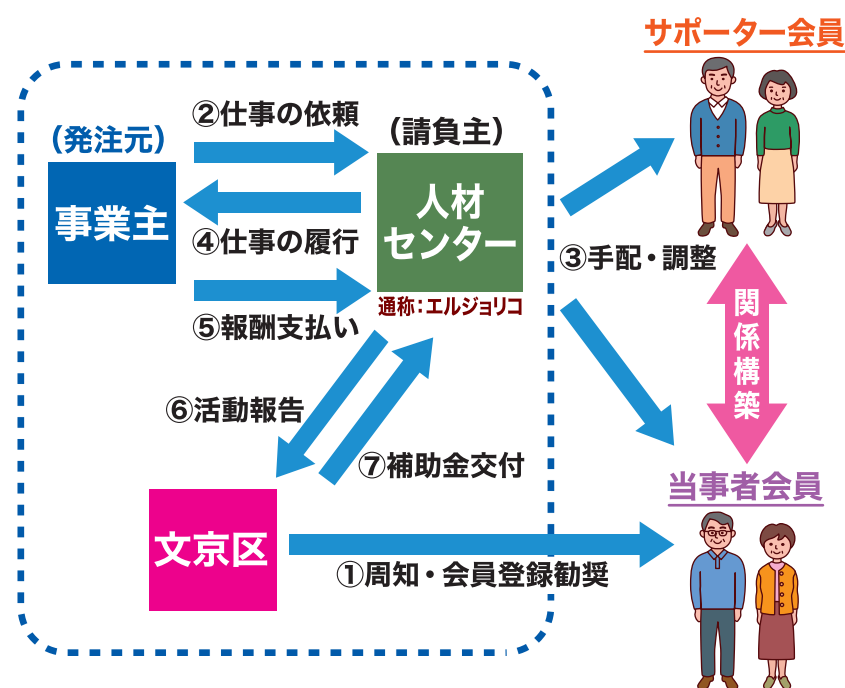 サポーター会員
②仕事の依頼
（発注元）
（請負主）
事業主
人材
センター
④仕事の履行
③手配・調整
通称：エルジョリコ
⑤報酬支払い
関係構築
⑥活動報告
⑦補助金交付
当事者会員
文京区
①周知・会員登録勧奨